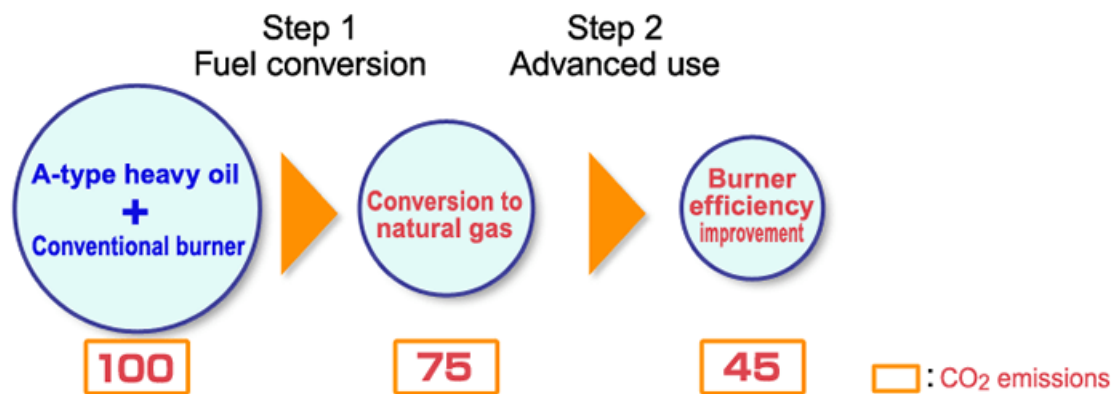 Step 1
Fuel conversion
Step 2
Advanced use
A-type heavy oil
+
Conventional burner
Conversion to
natural gas
Burner
efficiency
improvement
100
75
45
: CO₂ emissions